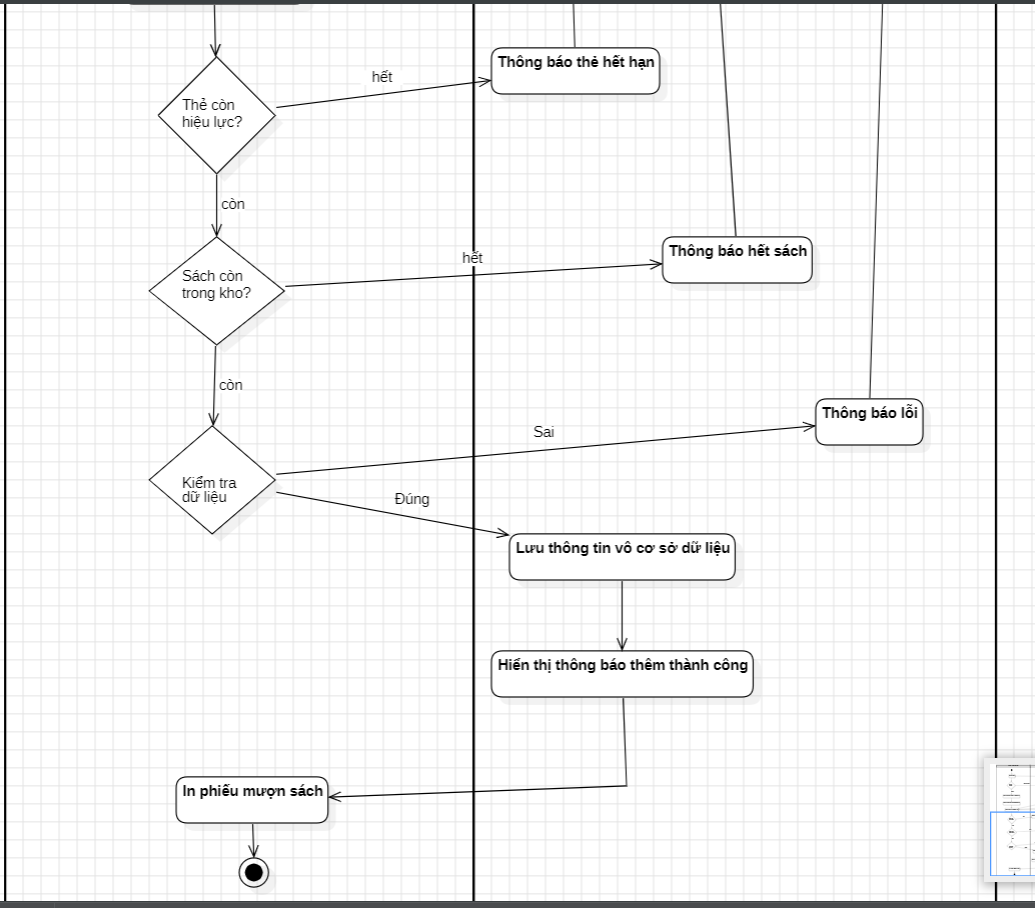 Thông báo thẻ hết hạn
hết
Thẻ còn
hiệu lực?
còn
Thông báo hết sách
hết
Sách còn
trong kho?
còn
Thông báo lỗi
Sai
Kiểm tra
dữ liệu
Đúng
Lưu thông tin vô cơ sở dữ liệu
Hiển thị thông báo thêm thành công
In phiếu mượn sách